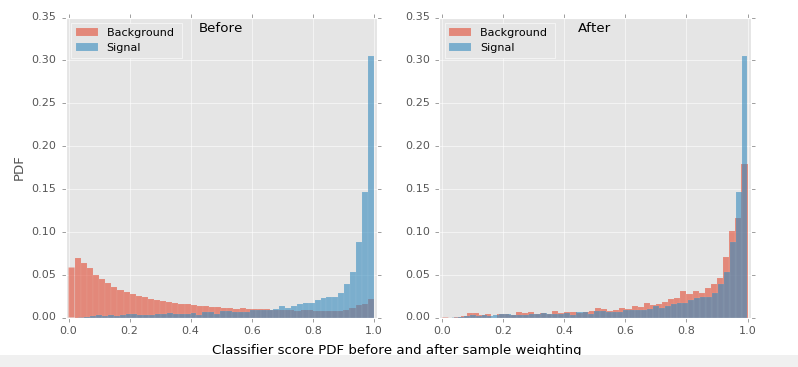 Before
Background
Signal
0.35
0.30
0.25
0.20
0.15
0.10
0.05
0.00
PDF
0.0 0.2 0.4 0.6 0.8 1.0
After
Background
Signal
0.35
0.30
0.25
0.20
0.15
0.10
0.05
0.00
0.0 0.2 0.4 0.6 0.8 1.0
Classifier score PDF before and after sample weighting